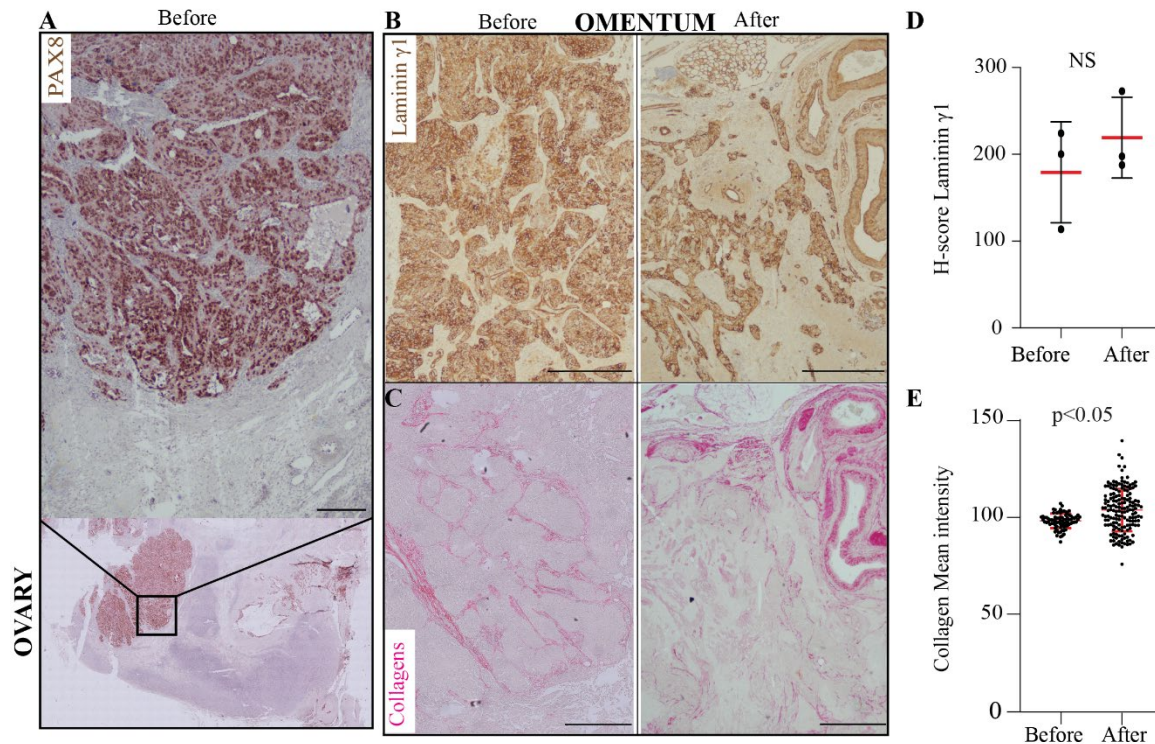 A
Before
PAX8
OVARY
B
Before
OMENTUM
After
Laminin γ1
C
Collagens
D
NS
H-score Laminin γ1
300
200
100
0
Before
After
E
p<0.05
Collagen Mean intensity
150
100
50
0
Before
After